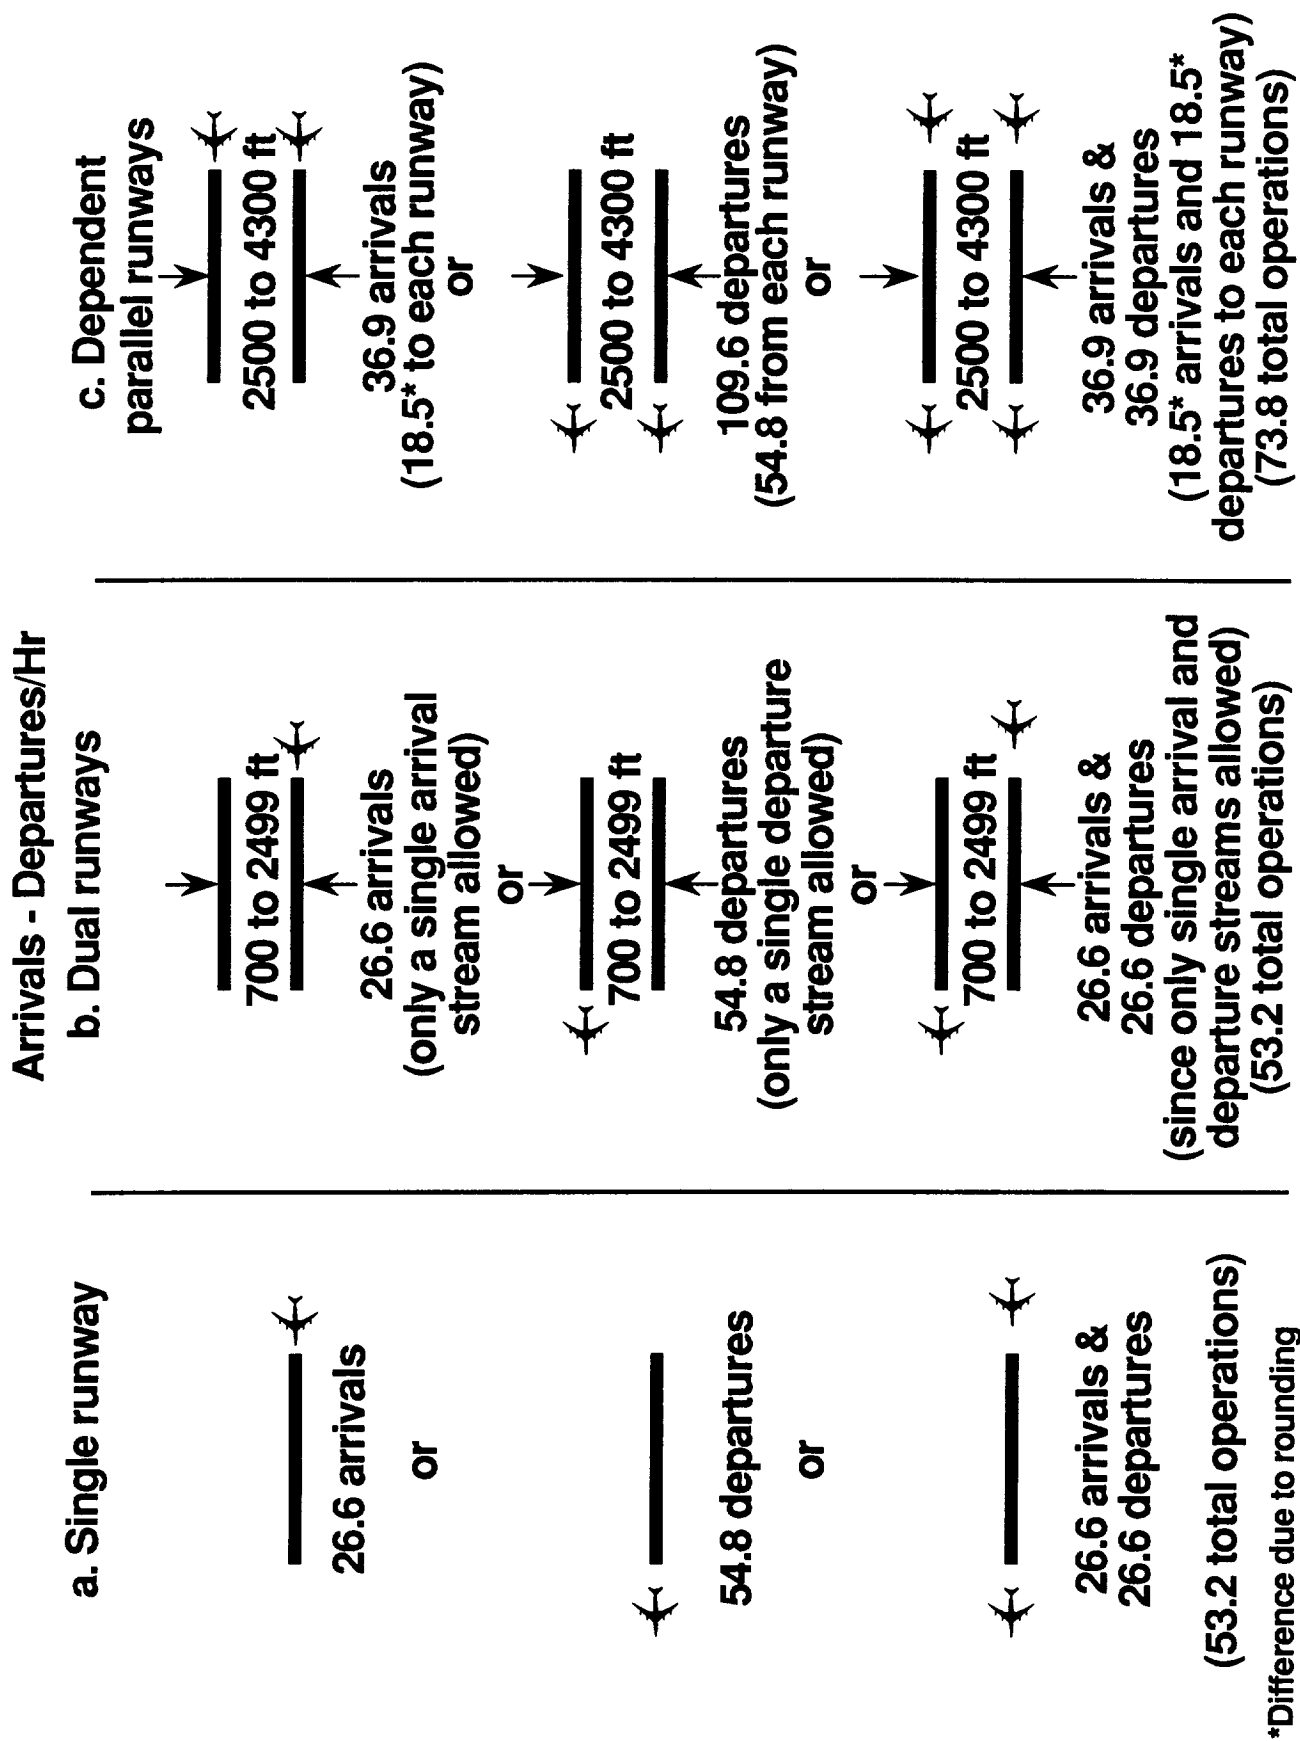 Arrivals - Departures/Hr
a. Single runway
26.6 arrivals
or
54.8 departures
or
26.6 arrivals &
26.6 departures
(53.2 total operations)
*Difference due to rounding
b. Dual runways
700 to 2499 ft
26.6 arrivals
(only a single arrival
stream allowed)
or
700 to 2499 ft
54.8 departures
(only a single departure
stream allowed)
or
700 to 2499 ft
26.6 arrivals &
26.6 departures
(since only single arrival and
departure streams allowed)
(53.2 total operations)
c. Dependent
parallel runways
2500 to 4300 ft
36.9 arrivals
(18.5* to each runway)
or
2500 to 4300 ft
109.6 departures
(54.8 from each runway)
or
2500 to 4300 ft
36.9 arrivals &
36.9 departures
(18.5* arrivals and 18.5*
departures to each runway)
(73.8 total operations)